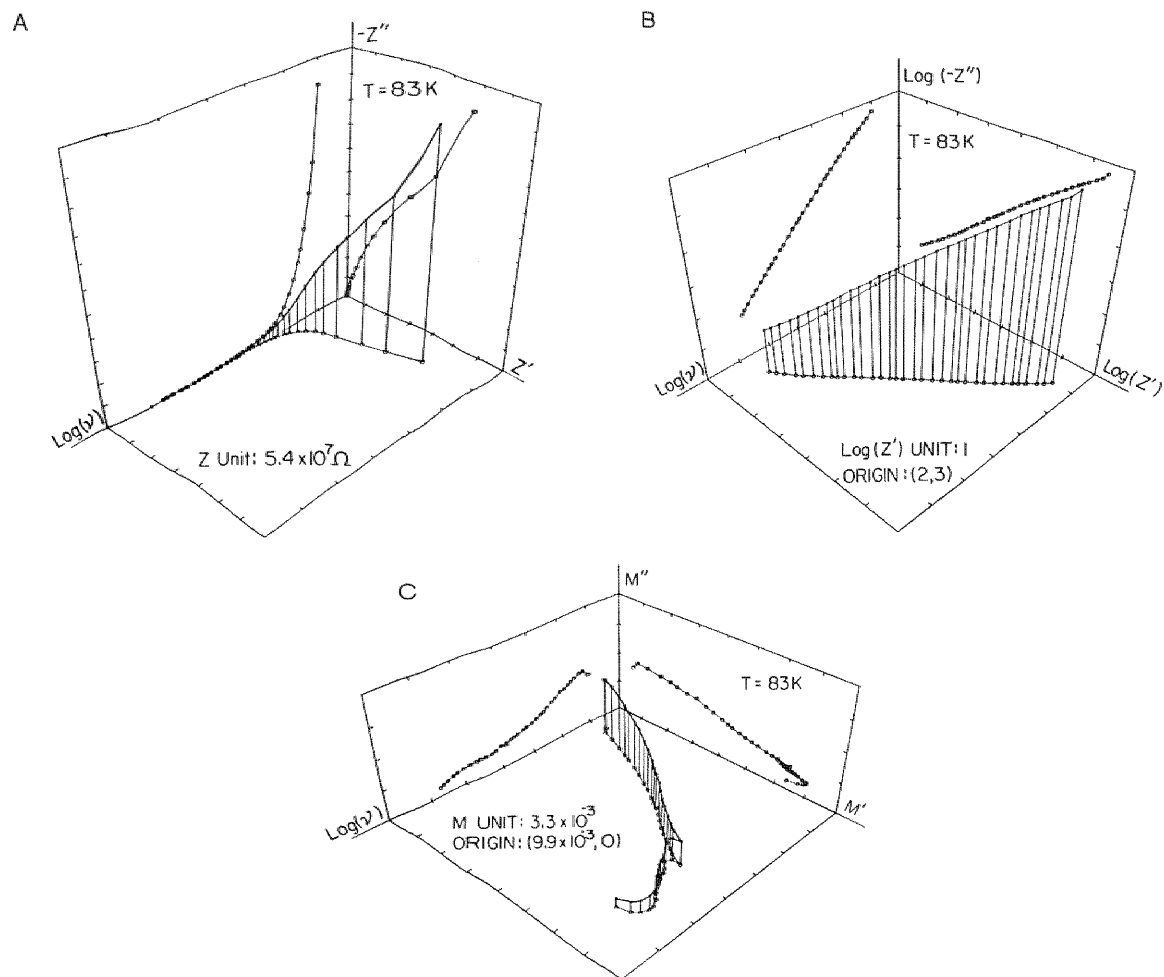 A
-Z"
T=83K
Log(ν)
Z'
Z Unit: 5.4x10⁷Ω
B
Log (-Z")
T=83K
Log(ν)
Log(Z')
Log(Z') UNIT:1
ORIGIN:(2,3)
C
M"
T=83K
Log(ν)
M'
M UNIT: 3.3x10⁻³
ORIGIN: (9.9x10⁻³,0)